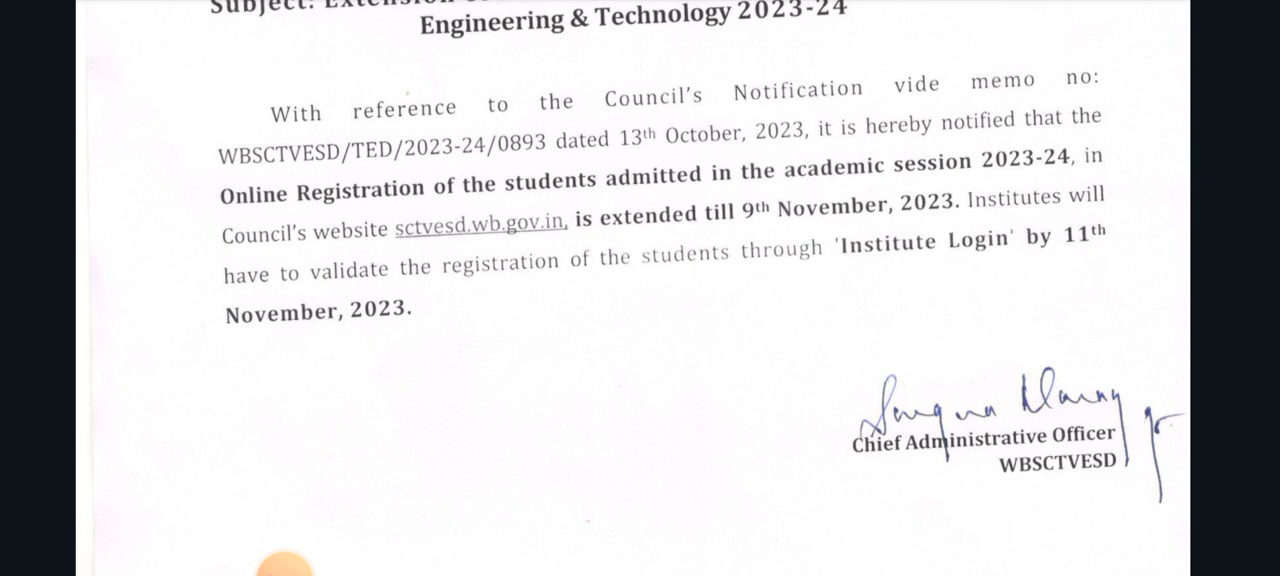 Subject: Extension
Engineering & Technology 2023-24
With reference to the Council's Notification vide memo no:
WBSCTVESD/TED/2023-24/0893 dated 13th October, 2023, it is hereby notified that the
Online Registration of the students admitted in the academic session 2023-24, in
Council's website sctvesd.wb.gov.in, is extended till 9th November, 2023. Institutes will
have to validate the registration of the students through 'Institute Login' by 11th
November, 2023.
Chief Administrative Officer
WBSCTVESD